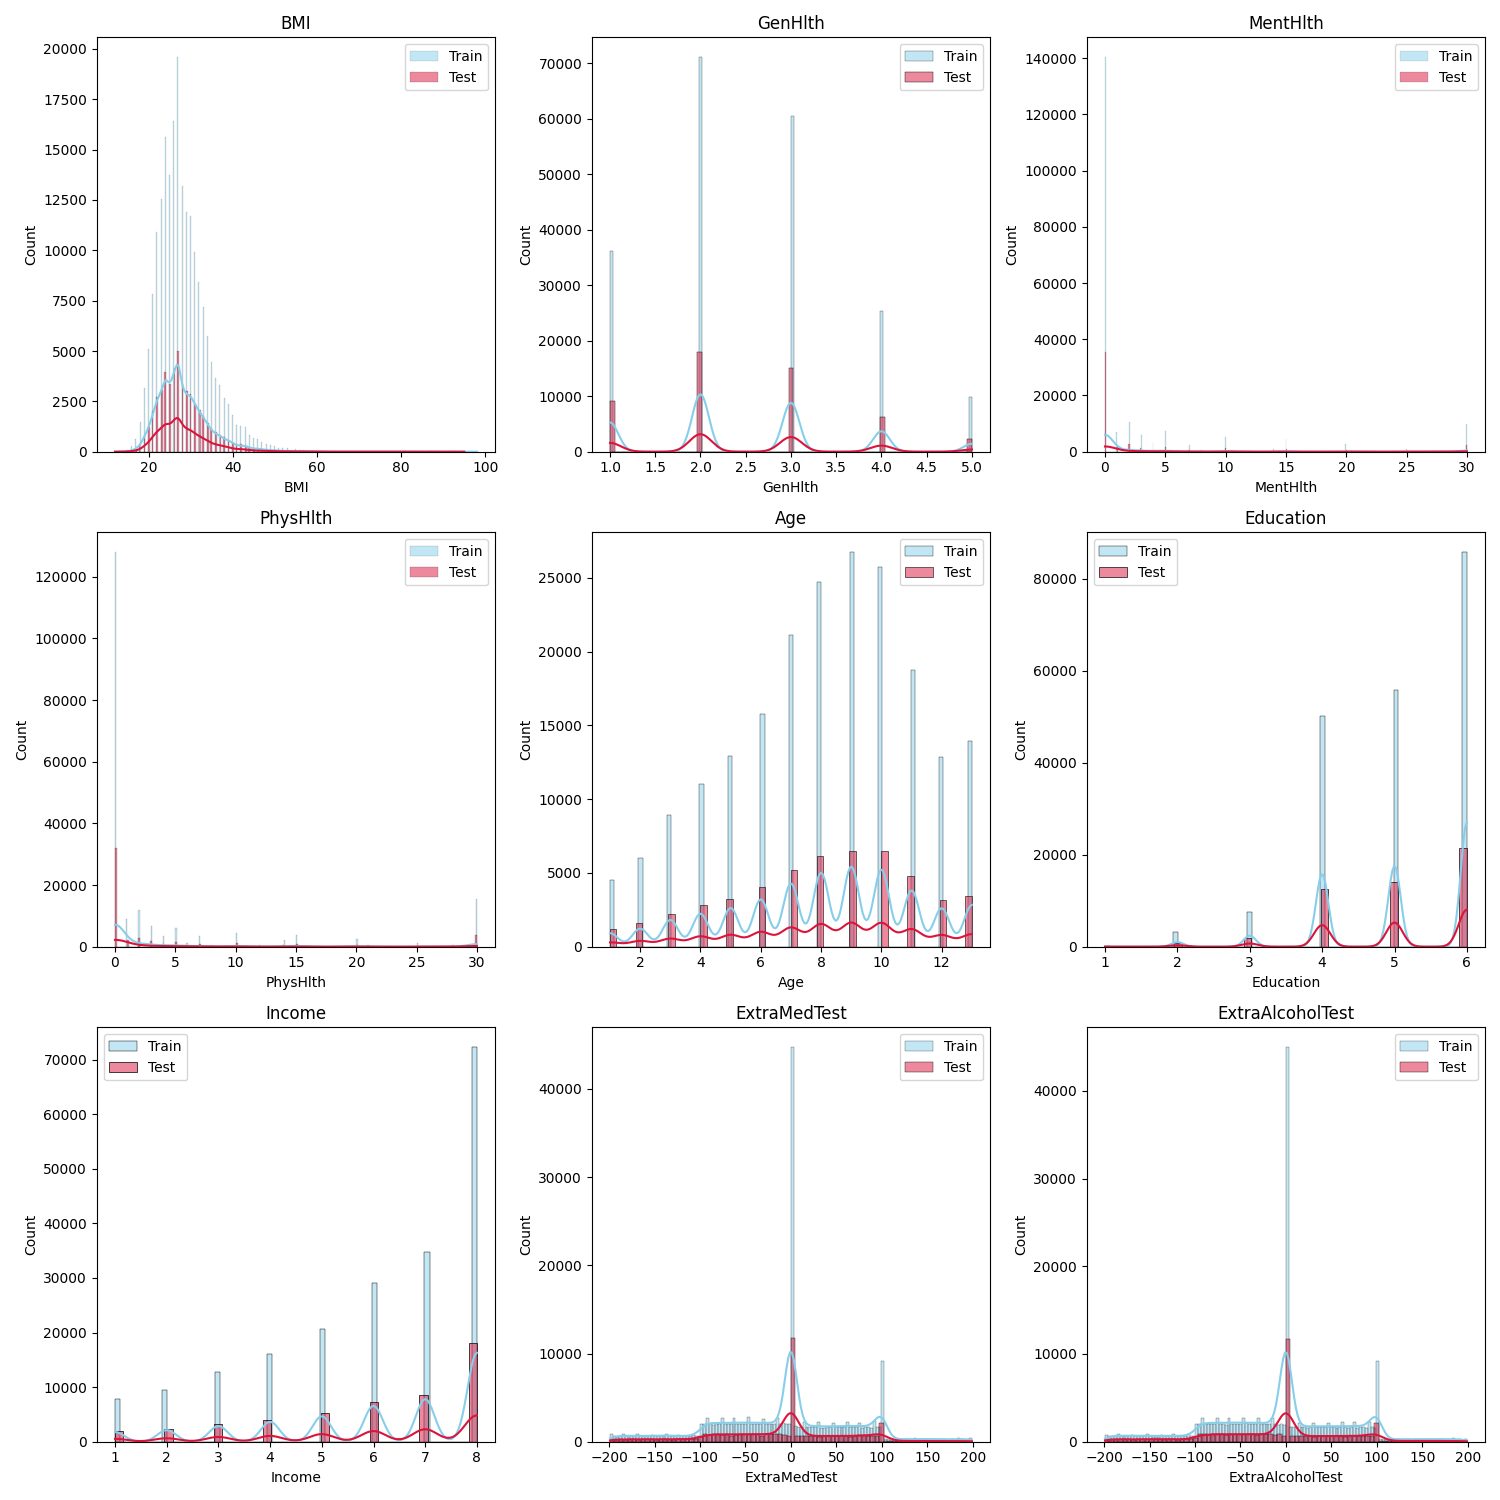 BMI
20000
17500
15000
12500
10000
7500
5000
2500
0
Count
20 40 60 80 100
BMI
Train
Test
GenHlth
70000
60000
50000
40000
30000
20000
10000
0
Count
1.0 1.5 2.0 2.5 3.0 3.5 4.0 4.5 5.0
GenHlth
Train
Test
MentHlth
140000
120000
100000
80000
60000
40000
20000
0
Count
0 5 10 15 20 25 30
MentHlth
Train
Test
PhysHlth
120000
100000
80000
60000
40000
20000
0
Count
0 5 10 15 20 25 30
PhysHlth
Train
Test
Age
25000
20000
15000
10000
5000
0
Count
2 4 6 8 10 12
Age
Train
Test
Education
80000
60000
40000
20000
0
Count
1 2 3 4 5 6
Education
Train
Test
Income
70000
60000
50000
40000
30000
20000
10000
0
Count
1 2 3 4 5 6 7 8
Income
Train
Test
ExtraMedTest
40000
30000
20000
10000
0
Count
−200 −150 −100 −50 0 50 100 150 200
ExtraMedTest
Train
Test
ExtraAlcoholTest
40000
30000
20000
10000
0
Count
−200 −150 −100 −50 0 50 100 150 200
ExtraAlcoholTest
Train
Test